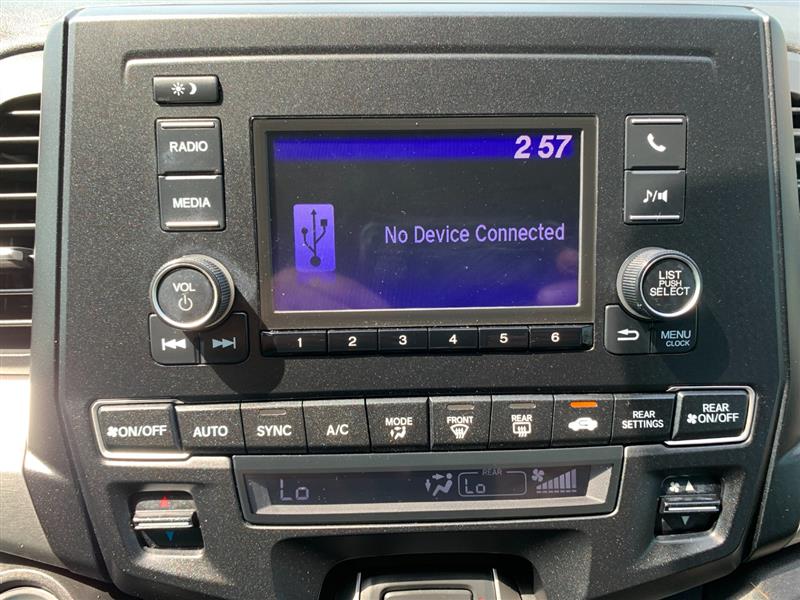 RADIO
MEDIA
2 57
No Device Connected
VOL
LIST
PUSH
SELECT
1 2 3 4 5 6
MENU
CLOCK
ON/OFF
AUTO
SYNC
A/C
MODE
FRONT
REAR
REAR
SETTINGS
REAR
ON/OFF
Lo
REAR
Lo